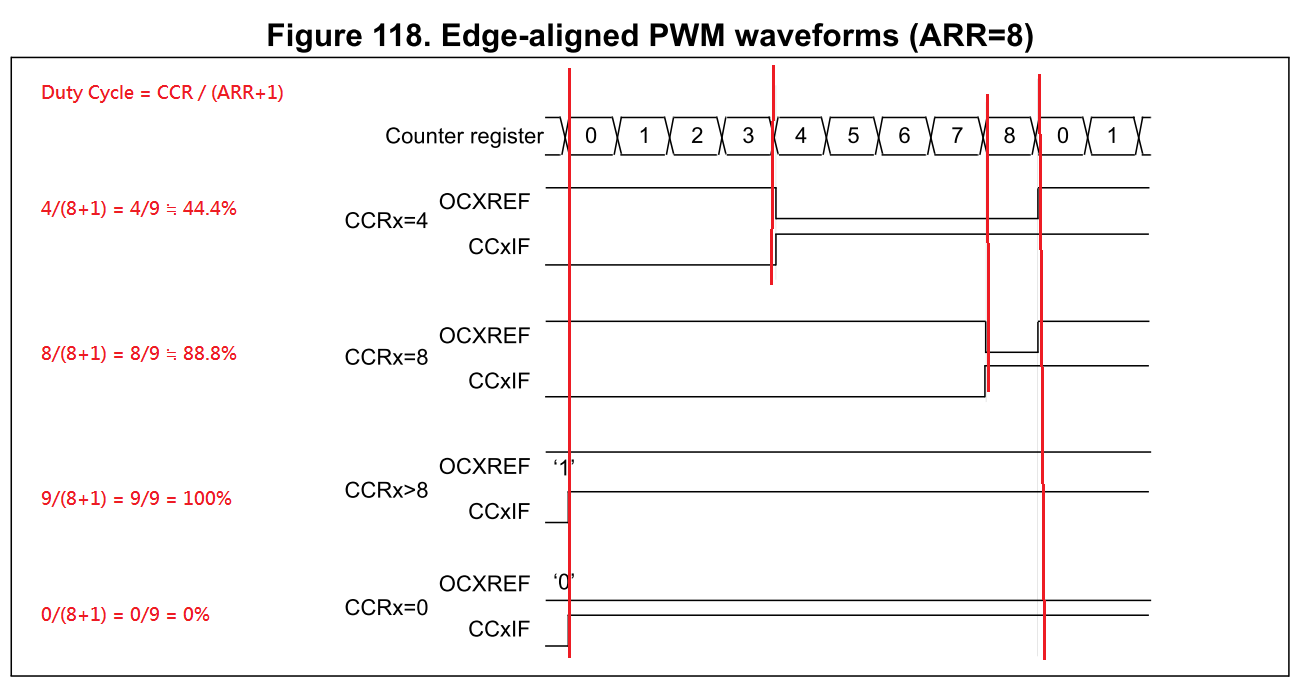 Figure 118. Edge-aligned PWM waveforms (ARR=8)
Duty Cycle = CCR / (ARR+1)
Counter register 0 1 2 3 4 5 6 7 8 0 1
4/(8+1) = 4/9 ≒ 44.4%
CCRx=4
OCXREF
CCxIF
8/(8+1) = 8/9 ≒ 88.8%
CCRx=8
OCXREF
CCxIF
9/(8+1) = 9/9 = 100%
CCRx>8
OCXREF ‘1’
CCxIF
0/(8+1) = 0/9 = 0%
CCRx=0
OCXREF ‘0’
CCxIF